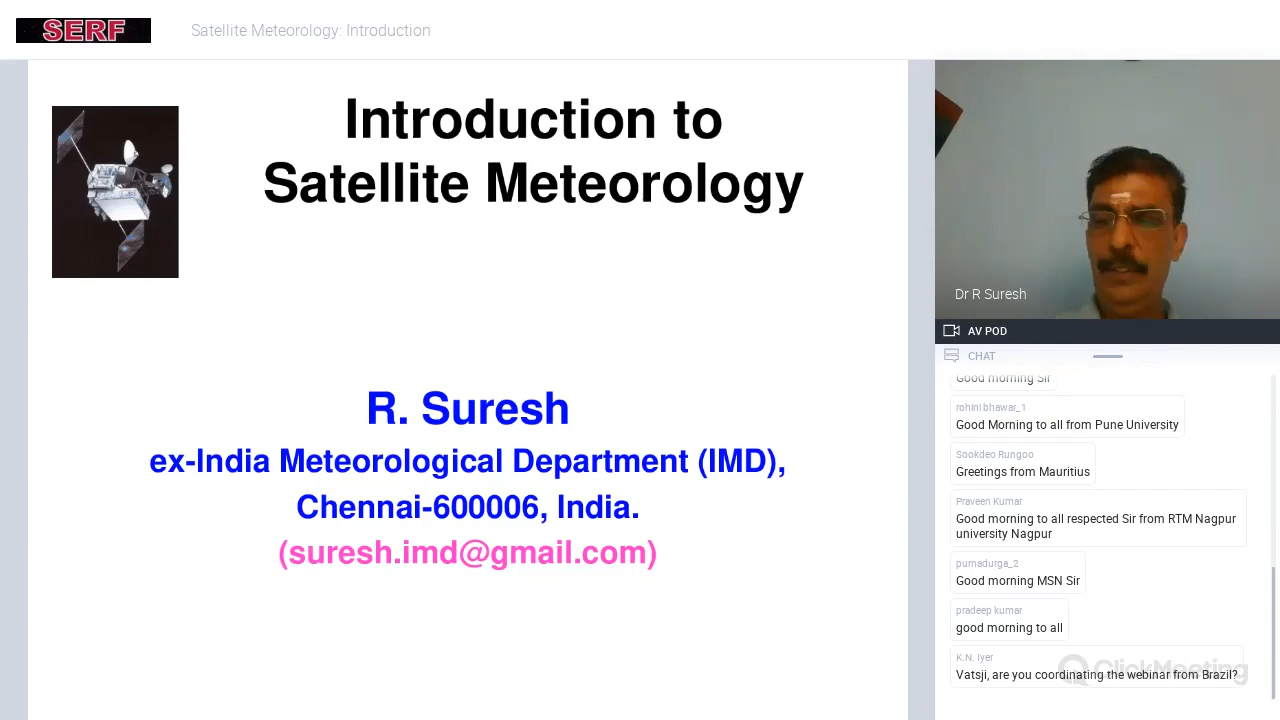 SERF
Satellite Meteorology: Introduction
Introduction to
Satellite Meteorology
R. Suresh
ex-India Meteorological Department (IMD),
Chennai-600006, India.
(suresh.imd@gmail.com)
Dr R Suresh
AV POD
CHAT
Good morning Sir
rohini bhawar_1
Good Morning to all from Pune University
Sookdeo Rungoo
Greetings from Mauritius
Praveen Kumar
Good morning to all respected Sir from RTM Nagpur
university Nagpur
purnadurga_2
Good morning MSN Sir
pradeep kumar
good morning to all
K.N. Iyer
Vatsji, are you coordinating the webinar from Brazil?
ClickMeeting